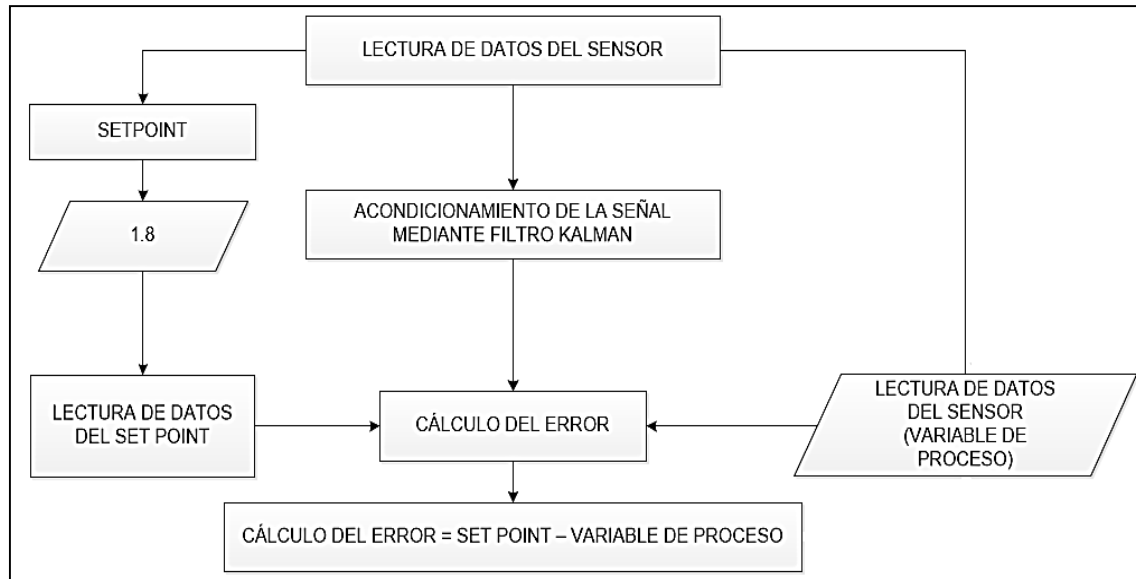 LECTURA DE DATOS DEL SENSOR
SETPOINT
1.8
ACONDICIONAMIENTO DE LA SEÑAL
MEDIANTE FILTRO KALMAN
LECTURA DE DATOS
DEL SET POINT
CÁLCULO DEL ERROR
LECTURA DE DATOS
DEL SENSOR
(VARIABLE DE
PROCESO)
CÁLCULO DEL ERROR = SET POINT – VARIABLE DE PROCESO